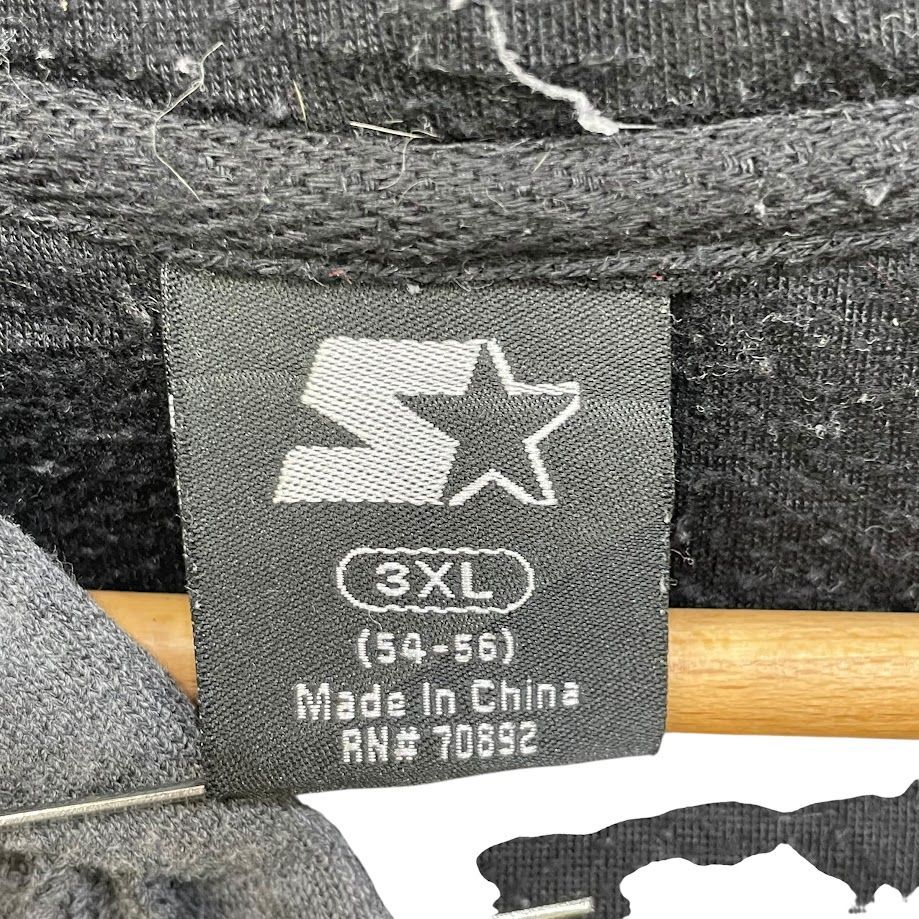 3XL
(54-56)
Made In China
RN# 70892